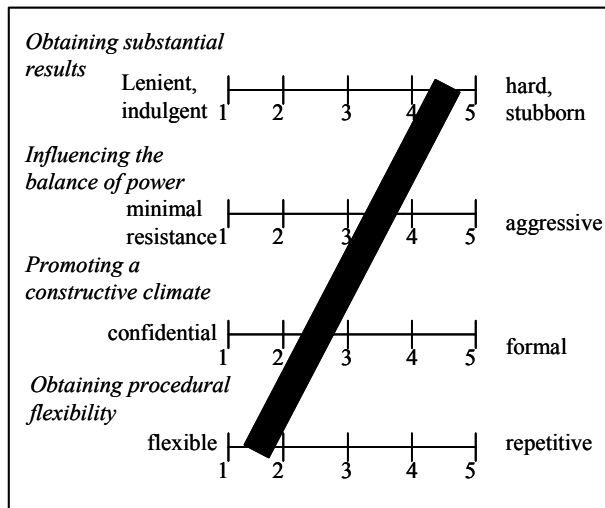 Obtaining substantial
results
Lenient,
indulgent
1 2 3 4 5
hard,
stubborn
Influencing the
balance of power
minimal
resistance
1 2 3 4 5
aggressive
Promoting a
constructive climate
confidential
1 2 3 4 5
formal
Obtaining procedural
flexibility
flexible
1 2 3 4 5
repetitive